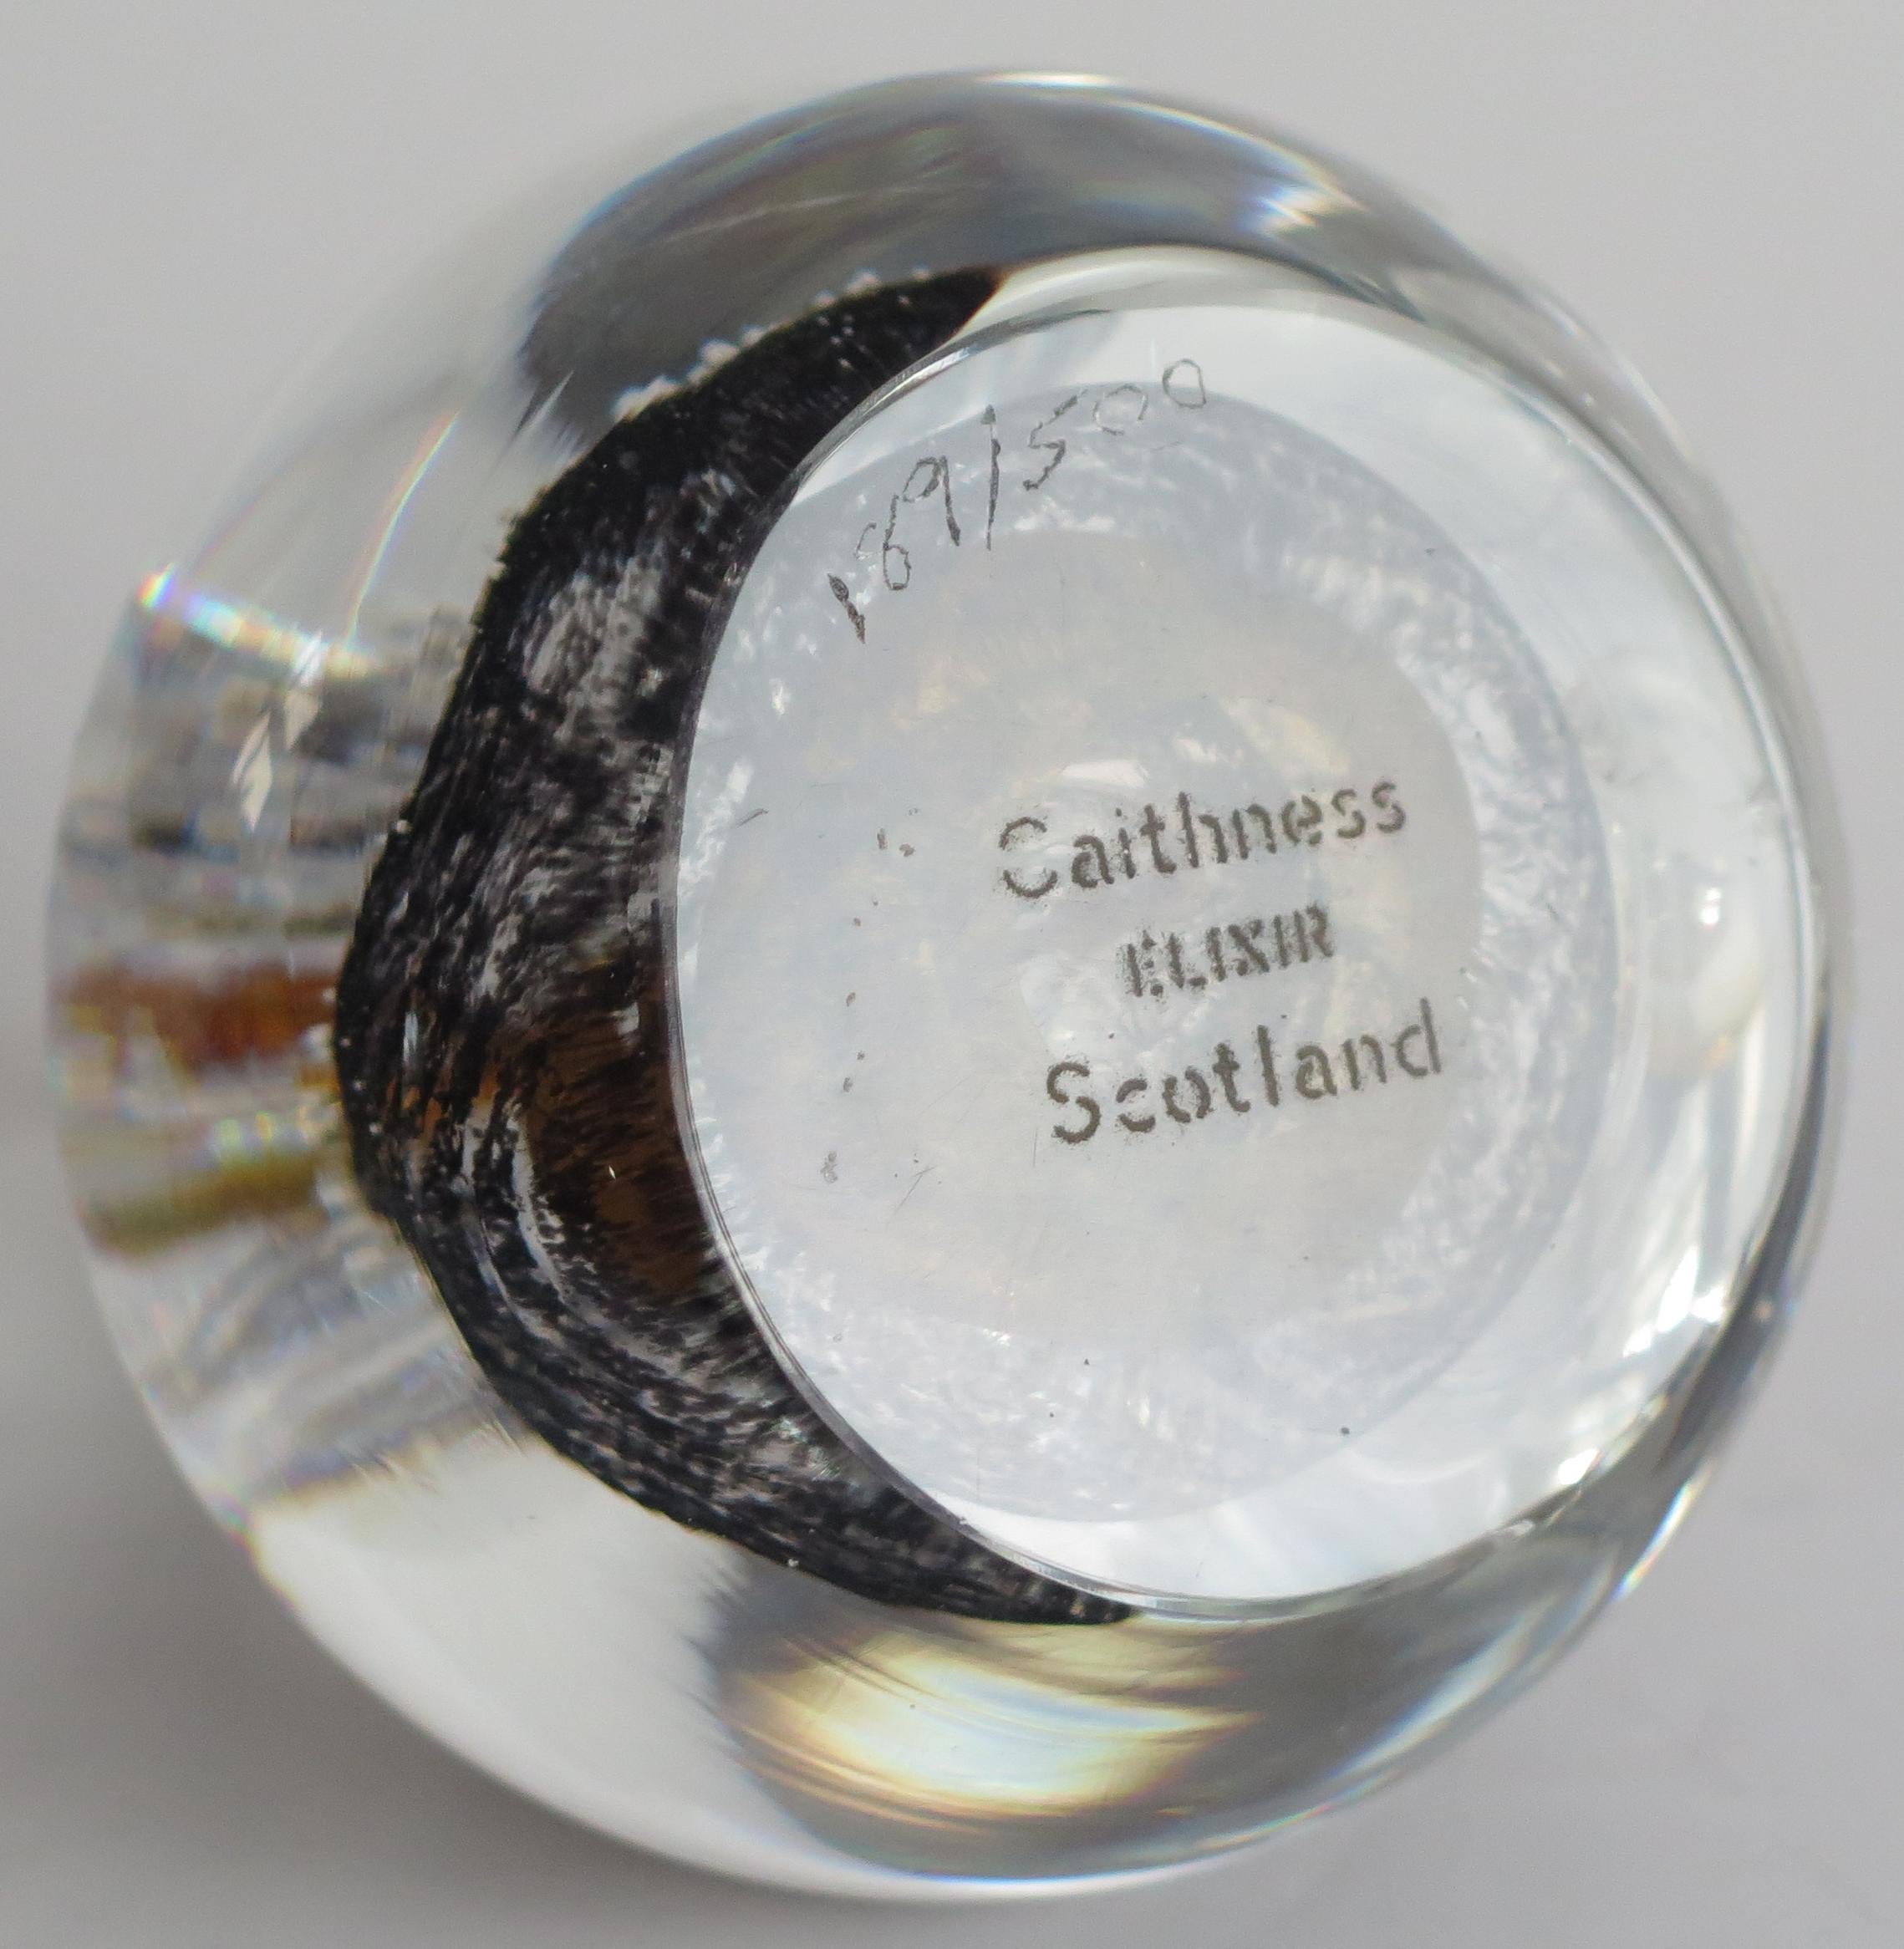 189/500
Caithness
ELIXIR
Scotland